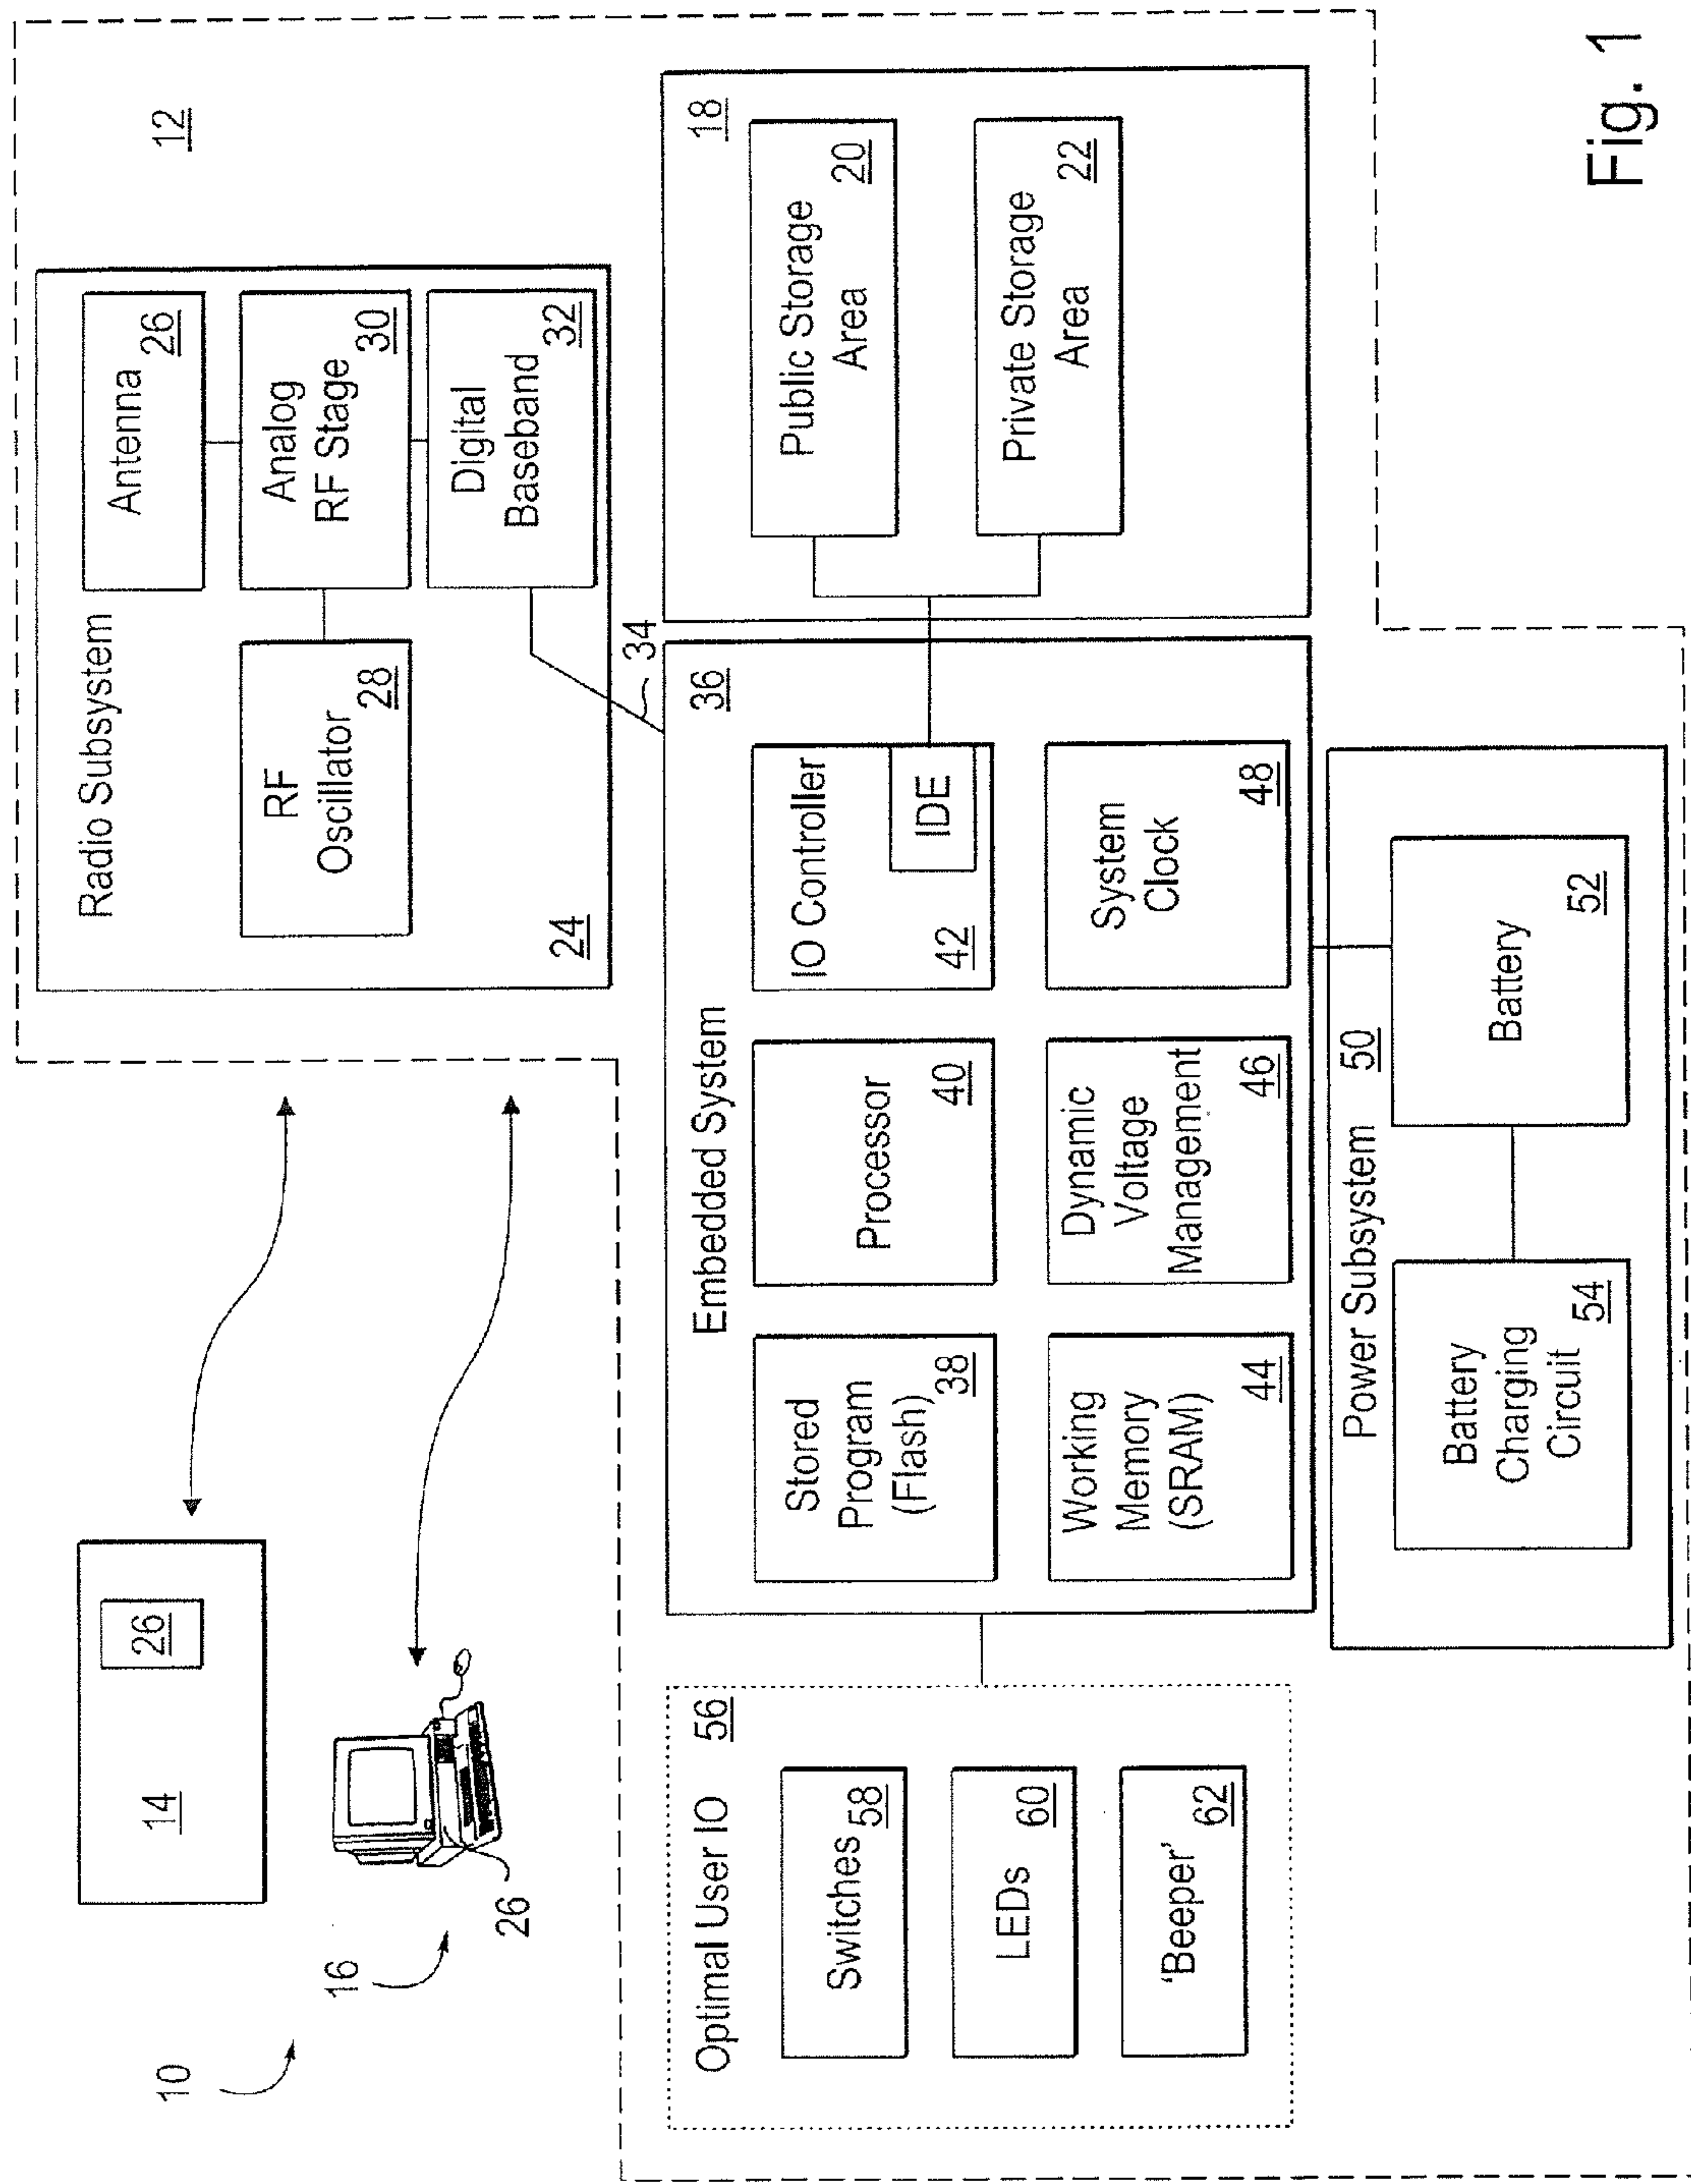 10
14
26
16
26
12
Radio Subsystem
24
Antenna
26
RF
Oscillator
28
Analog
RF Stage
30
Digital
Baseband
32
34
Optimal User IO 56
Switches 58
LEDs
60
‘Beeper’
62
Embedded System
36
Stored
Program
(Flash)
38
Processor
40
IO Controller
42
IDE
Working
Memory
(SRAM)
44
Dynamic
Voltage
Management
46
System
Clock
48
18
Public Storage
Area
20
Private Storage
Area
22
Power Subsystem
50
Battery
Charging
Circuit
54
Battery
52
Fig. 1